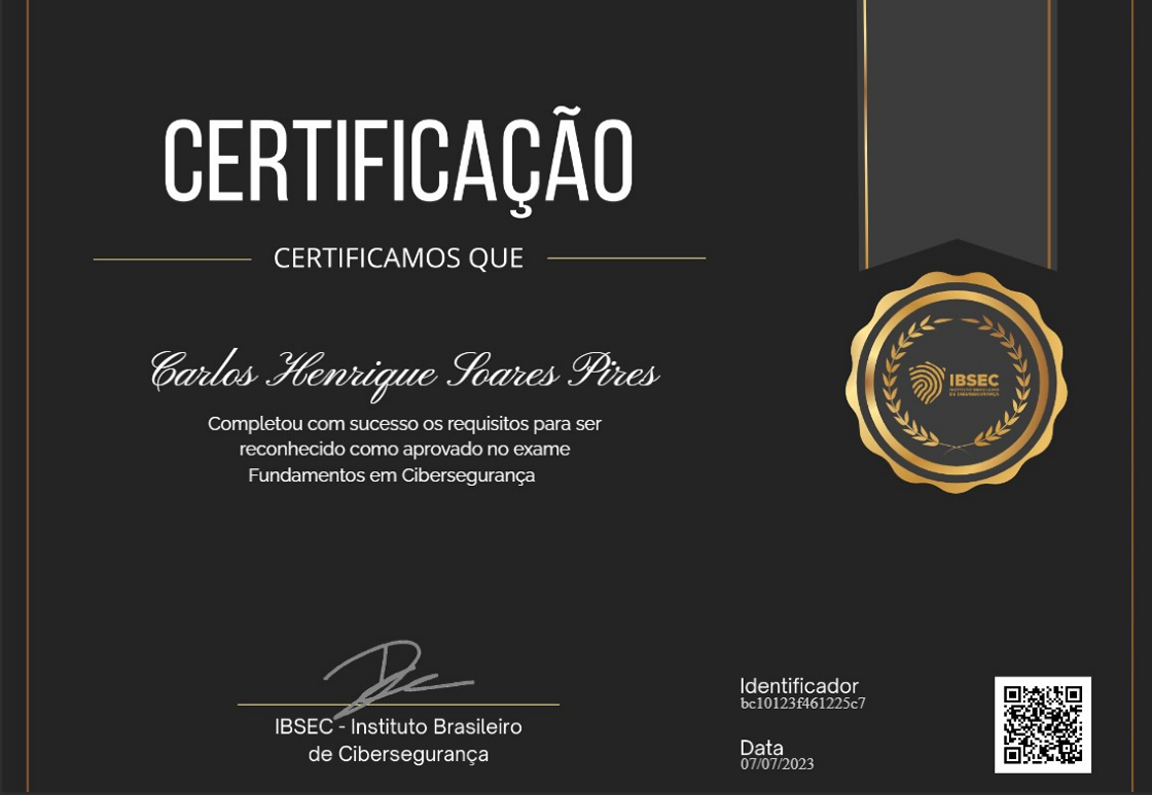 CERTIFICAÇÃO
CERTIFICAMOS QUE
Carlos Henrique Soares Pires
Completou com sucesso os requisitos para ser
reconhecido como aprovado no exame
Fundamentos em Cibersegurança
IBSEC
INSTITUTO BRASILEIRO
DE CIBERSEGURANÇA
IBSEC - Instituto Brasileiro
de Cibersegurança
Identificador
bc10123f461225c7
Data
07/07/2023